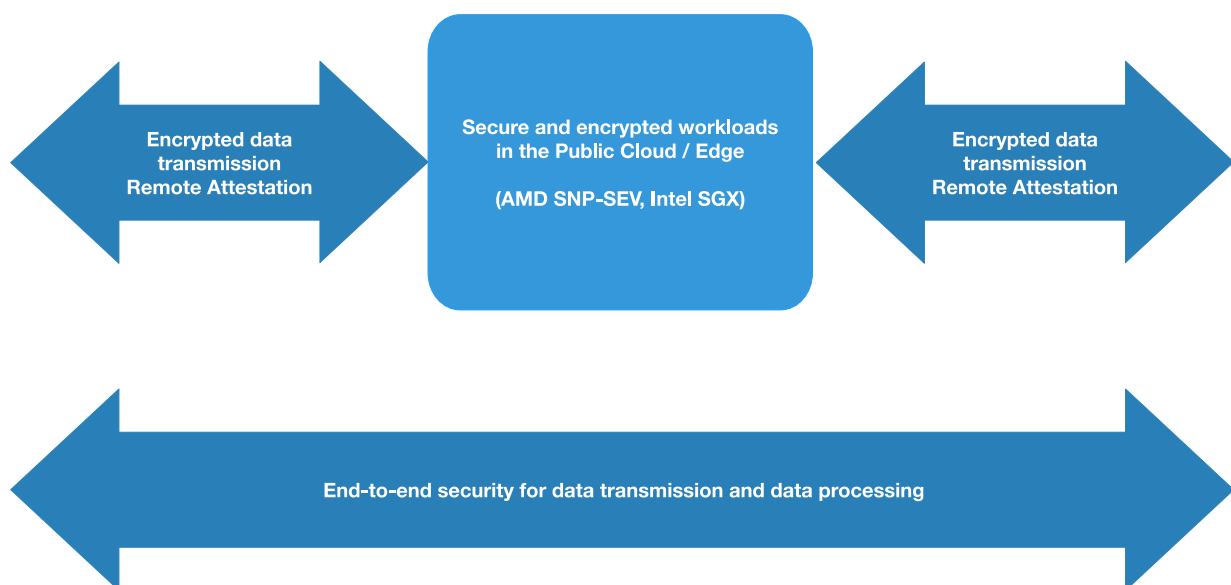 Encrypted data
transmission
Remote Attestation
Secure and encrypted workloads
in the Public Cloud / Edge
(AMD SNP-SEV, Intel SGX)
Encrypted data
transmission
Remote Attestation
End-to-end security for data transmission and data processing